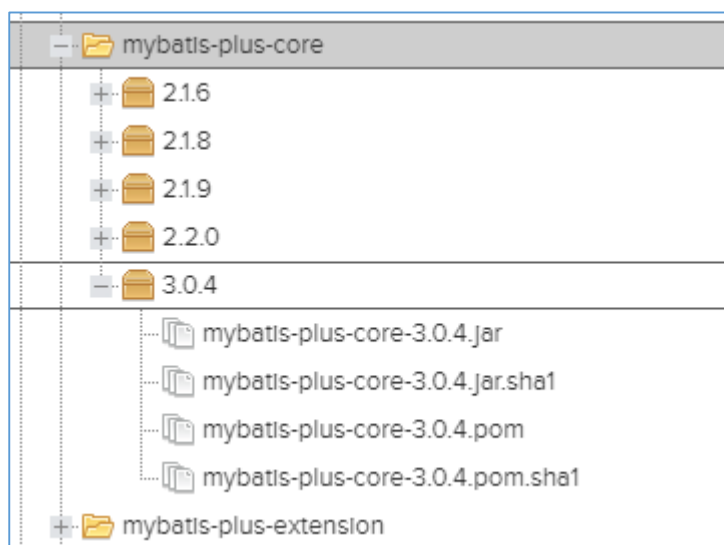 mybatis-plus-core
2.1.6
2.1.8
2.1.9
2.2.0
3.0.4
mybatis-plus-core-3.0.4.jar
mybatis-plus-core-3.0.4.jar.sha1
mybatis-plus-core-3.0.4.pom
mybatis-plus-core-3.0.4.pom.sha1
mybatis-plus-extension